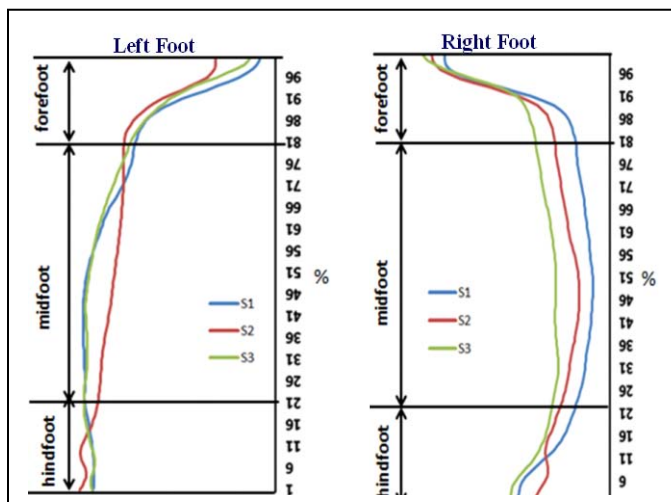 Left Foot
forefoot
midfoot
hindfoot
96
91
86
81
76
71
66
61
56
51
46
41
36
31
26
21
16
11
6
1
%
S1
S2
S3
Right Foot
forefoot
midfoot
hindfoot
96
91
86
81
76
71
66
61
56
51
46
41
36
31
26
21
16
11
6
%
S1
S2
S3